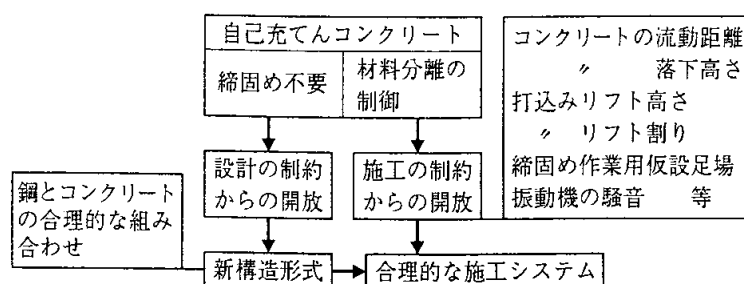 自己充てんコンクリート
締固め不要
材料分離の
制御
コンクリートの流動距離
〃 落下高さ
打込みリフト高さ
〃 リフト割り
締固め作業用仮設足場
振動機の騒音 等
設計の制約
からの開放
施工の制約
からの開放
鋼とコンクリート
の合理的な組み
合わせ
新構造形式
合理的な施工システム